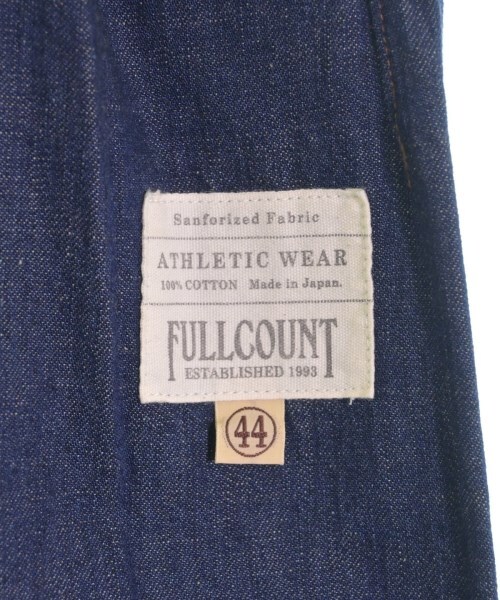 Sanforized Fabric
ATHLETIC WEAR
100% COTTON Made in Japan.
FULLCOUNT
ESTABLISHED 1993
44